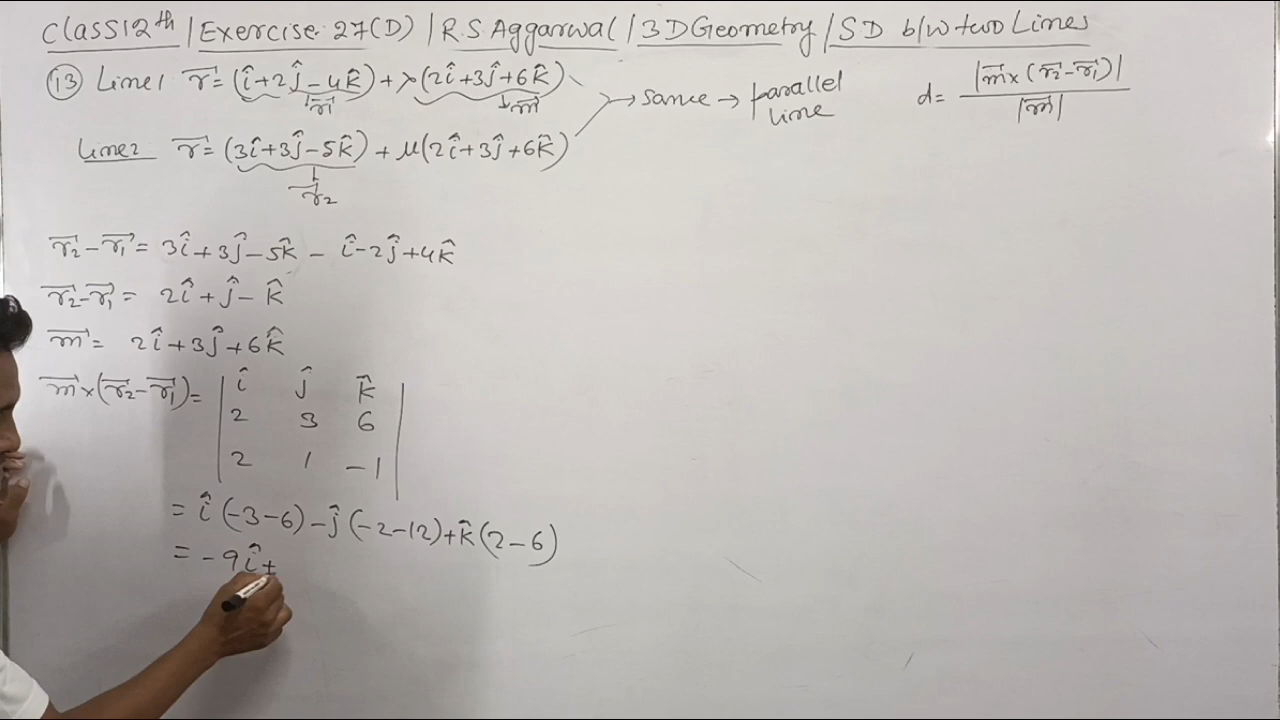 Class 12th / Exercise. 27(D) / R.S Aggarwal / 3D Geometry / SD b/w two Lines
(13) Line1 r⃗ = (î+2ĵ-4k̂) + λ(2î+3ĵ+6k̂)
r⃗1 m⃗
→ Same → parallel line
d = |m⃗×(r⃗2-r⃗1)| / |m⃗|
Line2 r⃗ = (3î+3ĵ-5k̂) + μ(2î+3ĵ+6k̂)
r⃗2
r⃗2-r⃗1 = 3î+3ĵ-5k̂ - î-2ĵ+4k̂
r⃗2-r⃗1 = 2î+ĵ-k̂
m⃗ = 2î+3ĵ+6k̂
m⃗×(r⃗2-r⃗1) = | î ĵ k̂ |
| 2 3 6 |
| 2 1 -1 |
= î(-3-6)-ĵ(-2-12)+k̂(2-6)
= -9î+